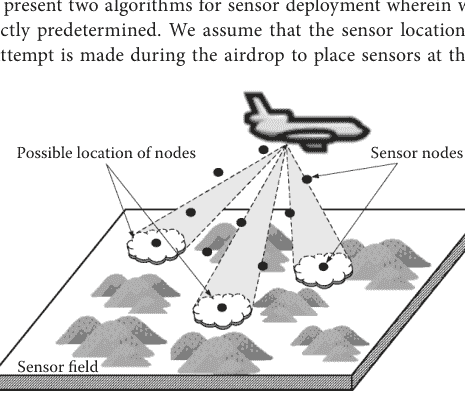 present two algorithms for sensor deployment wherein
ctly predetermined. We assume that the sensor location
ttempt is made during the airdrop to place sensors at th
Possible location of nodes
Sensor nodes
Sensor field